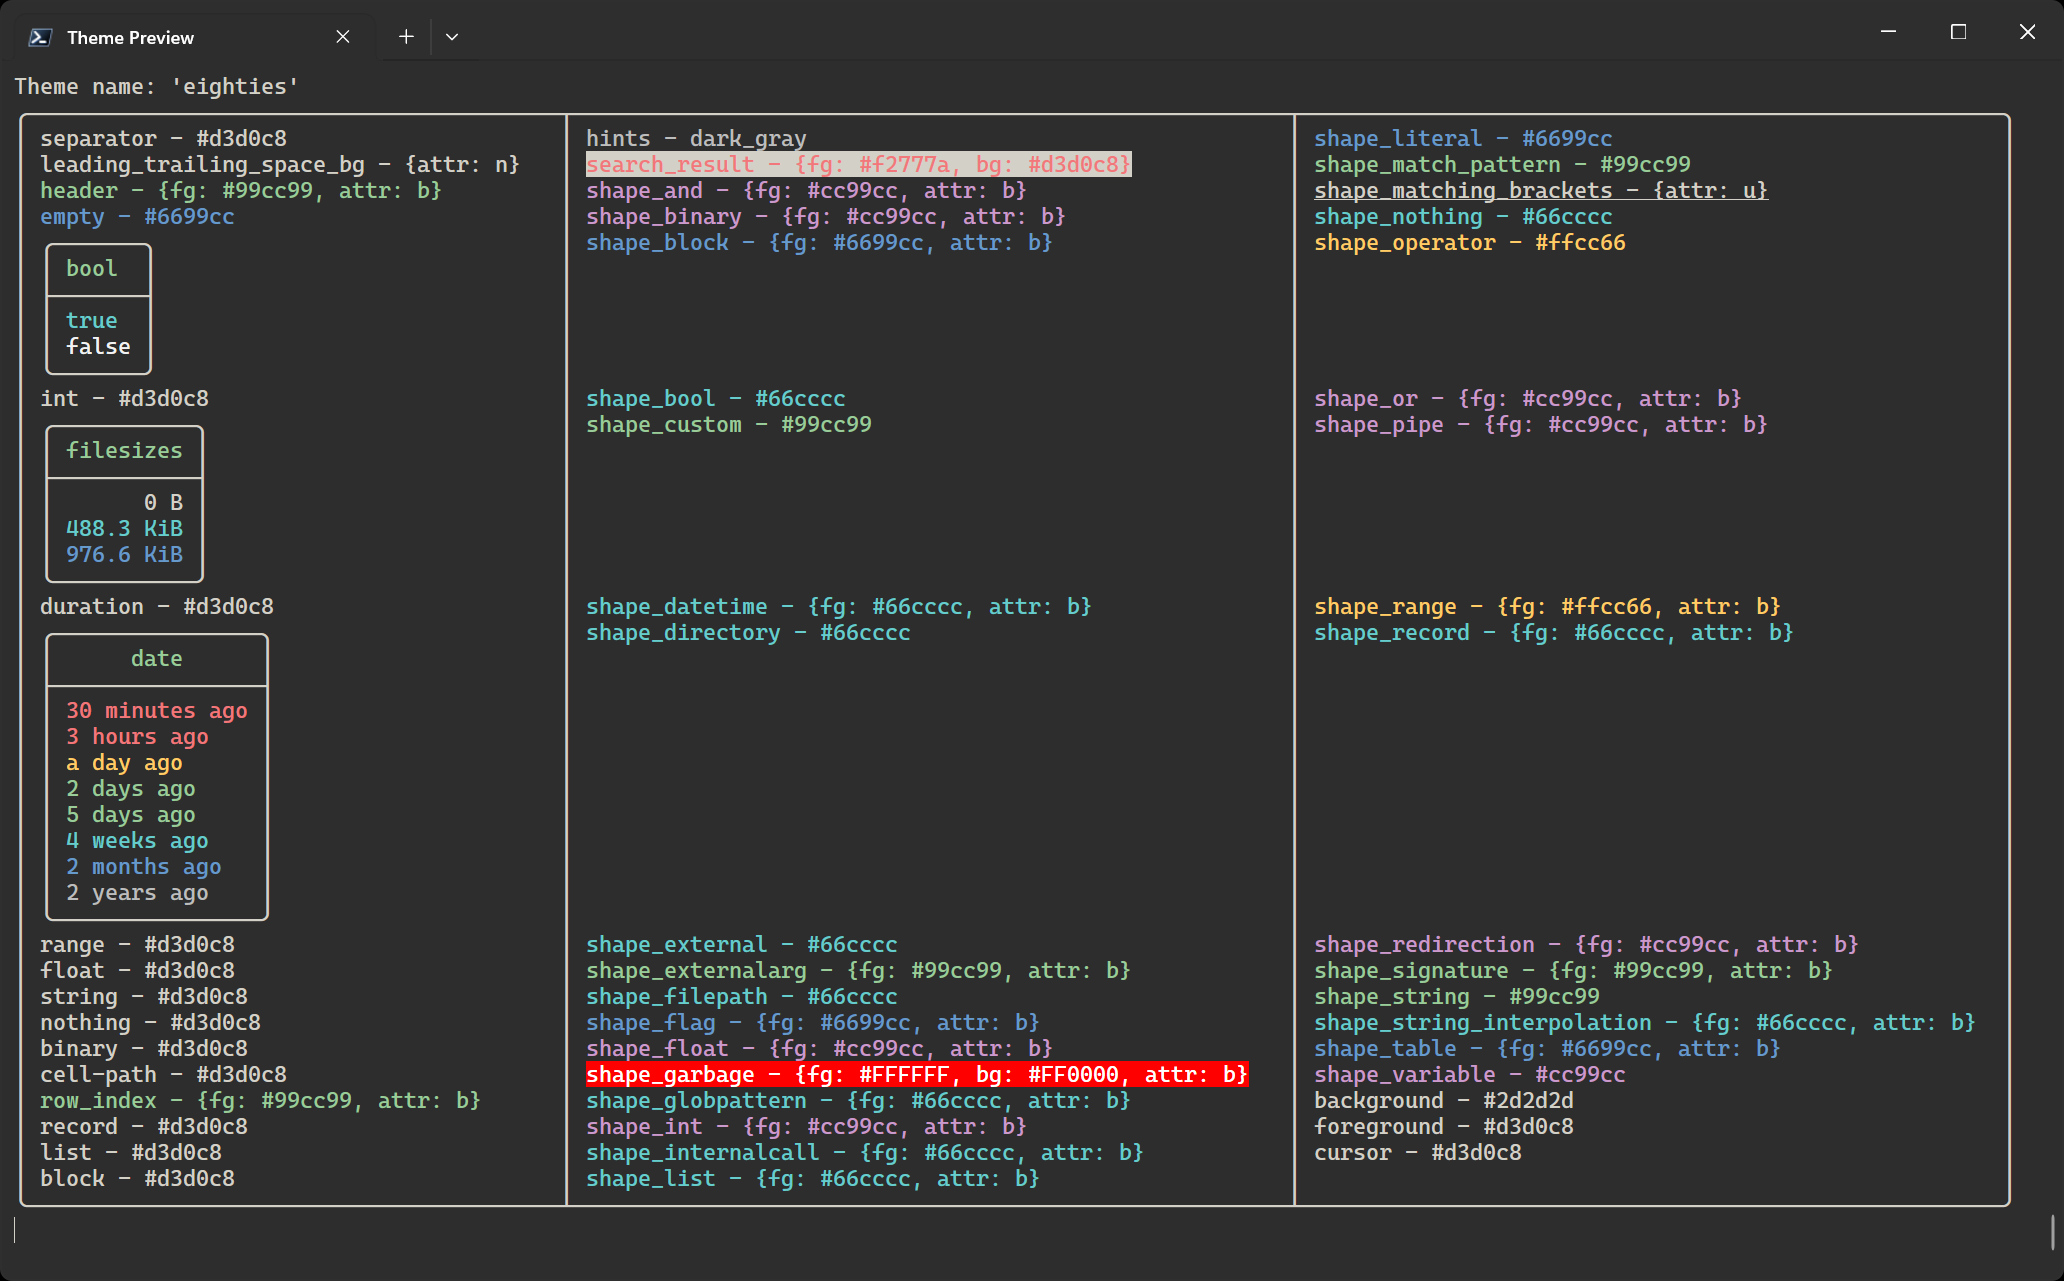 Theme Preview
Theme name: 'eighties'
separator - #d3d0c8
leading_trailing_space_bg - {attr: n}
header - {fg: #99cc99, attr: b}
empty - #6699cc
bool
true
false
int - #d3d0c8
filesizes
0 B
488.3 KiB
976.6 KiB
duration - #d3d0c8
date
30 minutes ago
3 hours ago
a day ago
2 days ago
5 days ago
4 weeks ago
2 months ago
2 years ago
range - #d3d0c8
float - #d3d0c8
string - #d3d0c8
nothing - #d3d0c8
binary - #d3d0c8
cell-path - #d3d0c8
row_index - {fg: #99cc99, attr: b}
record - #d3d0c8
list - #d3d0c8
block - #d3d0c8
hints - dark_gray
search_result - {fg: #f2777a, bg: #d3d0c8}
shape_and - {fg: #cc99cc, attr: b}
shape_binary - {fg: #cc99cc, attr: b}
shape_block - {fg: #6699cc, attr: b}
shape_bool - #66cccc
shape_custom - #99cc99
shape_datetime - {fg: #66cccc, attr: b}
shape_directory - #66cccc
shape_external - #66cccc
shape_externalarg - {fg: #99cc99, attr: b}
shape_filepath - #66cccc
shape_flag - {fg: #6699cc, attr: b}
shape_float - {fg: #cc99cc, attr: b}
shape_garbage - {fg: #FFFFFF, bg: #FF0000, attr: b}
shape_globpattern - {fg: #66cccc, attr: b}
shape_int - {fg: #cc99cc, attr: b}
shape_internalcall - {fg: #66cccc, attr: b}
shape_list - {fg: #66cccc, attr: b}
shape_literal - #6699cc
shape_match_pattern - #99cc99
shape_matching_brackets - {attr: u}
shape_nothing - #66cccc
shape_operator - #ffcc66
shape_or - {fg: #cc99cc, attr: b}
shape_pipe - {fg: #cc99cc, attr: b}
shape_range - {fg: #ffcc66, attr: b}
shape_record - {fg: #66cccc, attr: b}
shape_redirection - {fg: #cc99cc, attr: b}
shape_signature - {fg: #99cc99, attr: b}
shape_string - #99cc99
shape_string_interpolation - {fg: #66cccc, attr: b}
shape_table - {fg: #6699cc, attr: b}
shape_variable - #cc99cc
background - #2d2d2d
foreground - #d3d0c8
cursor - #d3d0c8